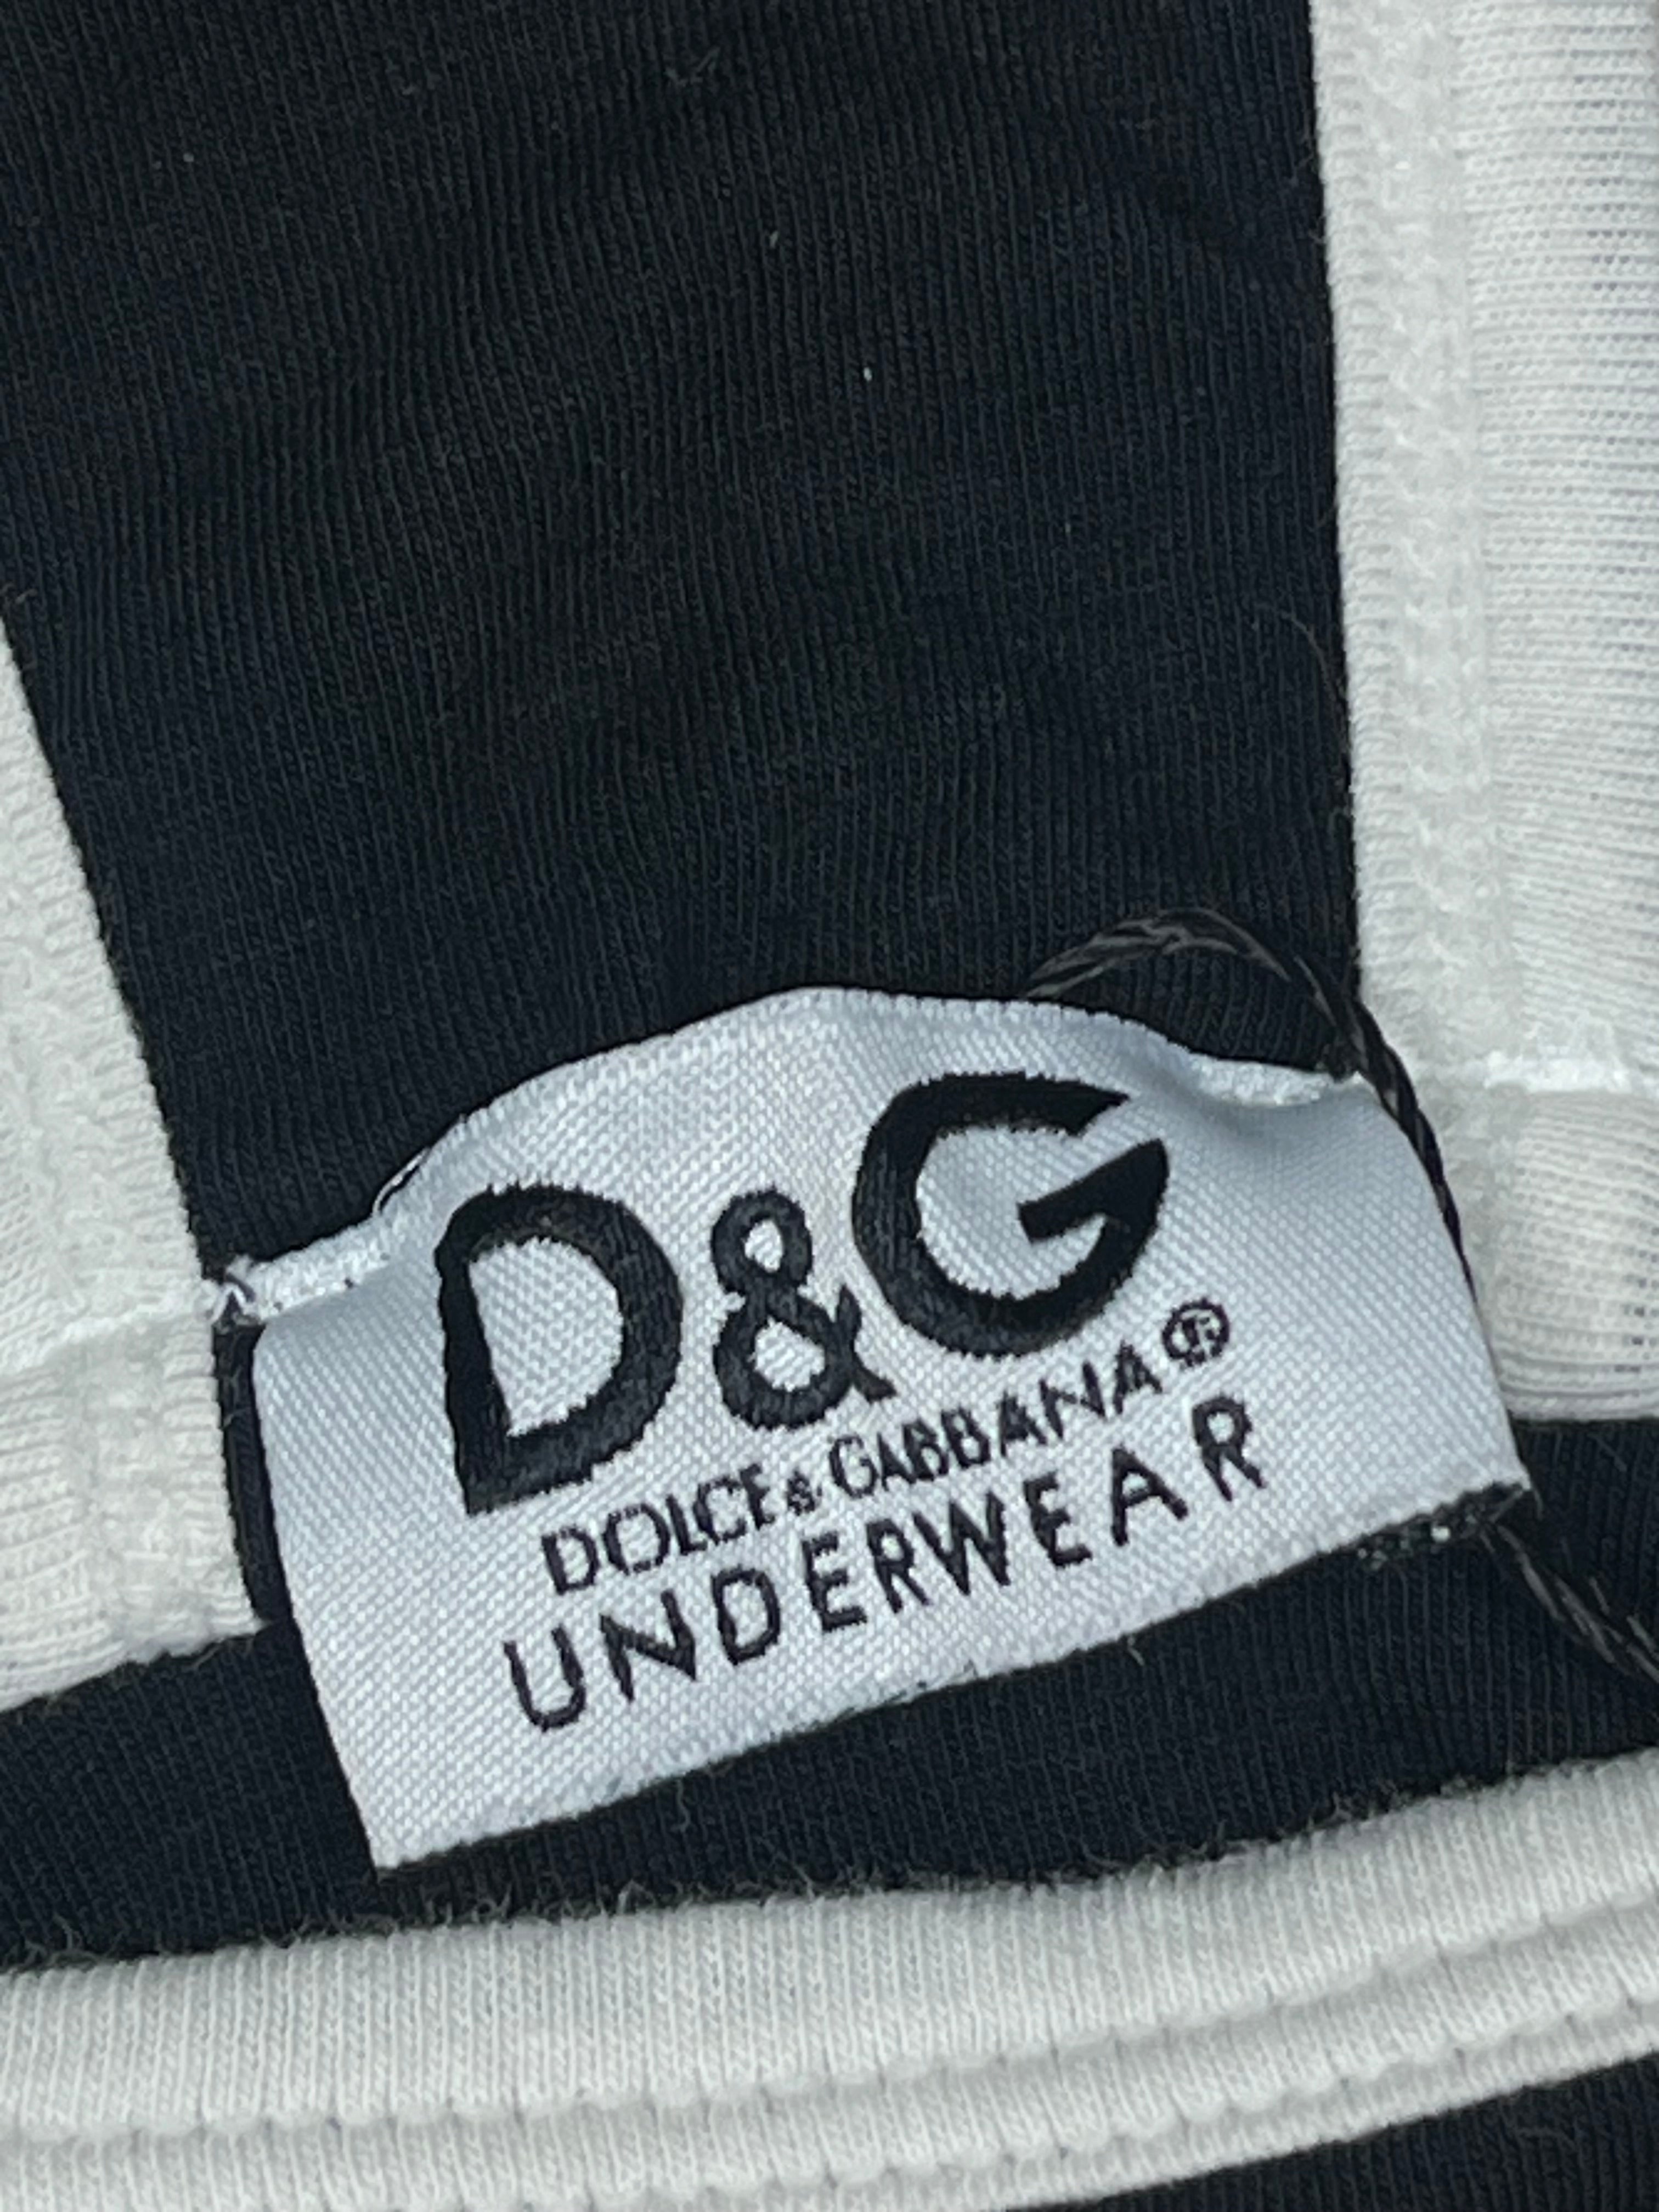 D&G
DOLCE & GABBANA®
UNDERWEAR